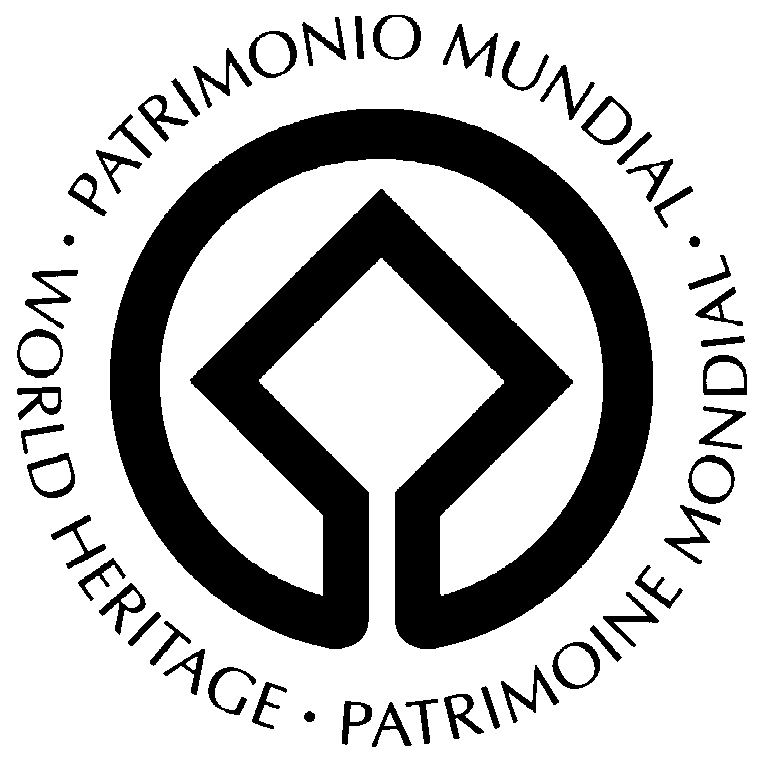 WORLD HERITAGE · PATRIMONIO MUNDIAL ·
PATRIMOINE MONDIAL ·